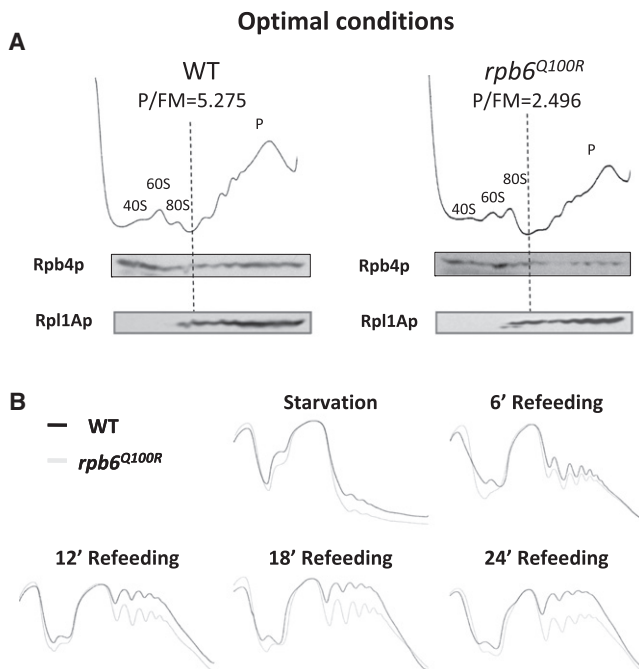 Optimal conditions
A
WT
rpb6Q100R
P/FM=5.275
P/FM=2.496
40S
60S
80S
P
40S
60S
80S
P
Rpb4p
Rpb4p
Rpl1Ap
Rpl1Ap
B
WT
rpb6Q100R
Starvation
6’ Refeeding
12’ Refeeding
18’ Refeeding
24’ Refeeding